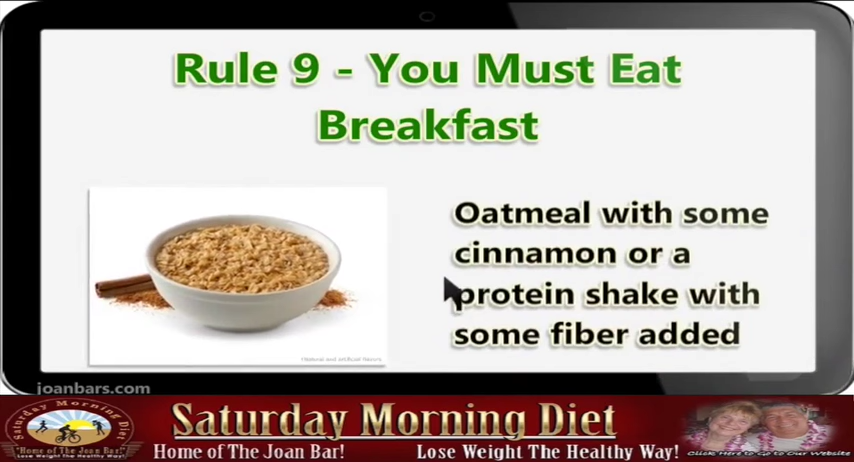 Rule 9 - You Must Eat
Breakfast
Oatmeal with some
cinnamon or a
protein shake with
some fiber added
joanbars.com
Saturday Morning Diet
"Home of The Joan Bar!"
Lose Weight The Healthy Way!
Saturday Morning Diet
Home of The Joan Bar!
Lose Weight The Healthy Way!
Click Here to Go to Our Website